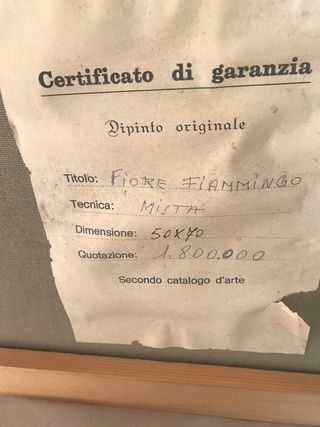 Certificato di garanzia
Dipinto originale
Titolo: FIORE FIAMMINGO
Tecnica: MISTA
Dimensione: 50X70
Quotazione: 1.800.000
Secondo catalogo d'arte